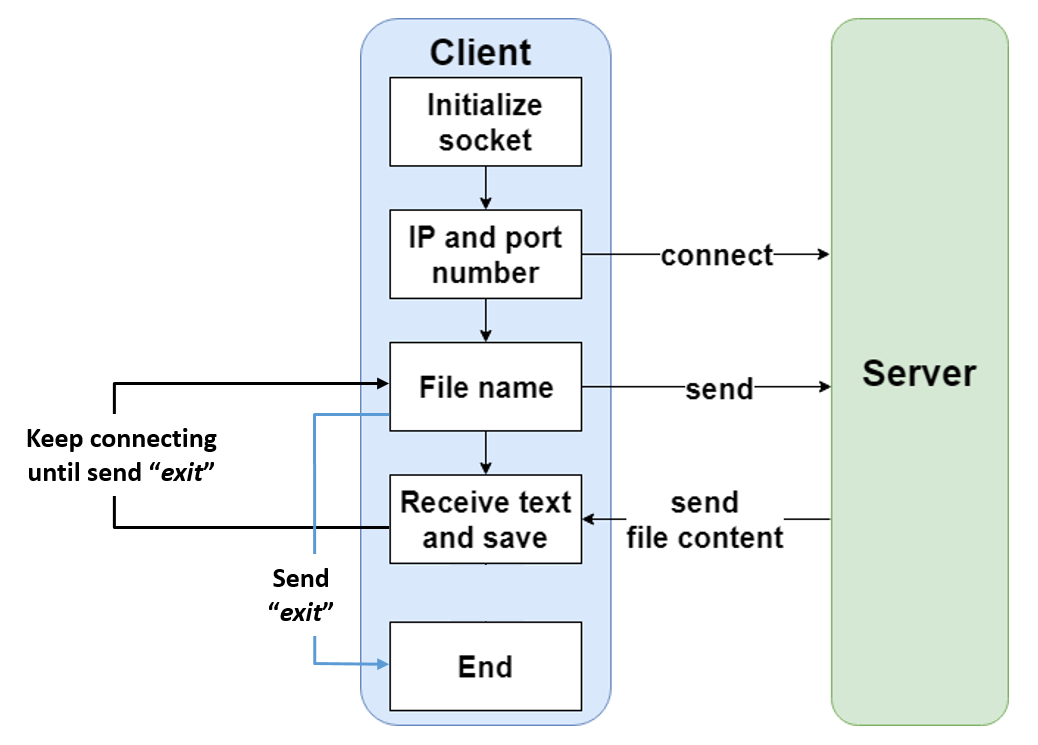 Client
Initialize
socket
IP and port
number
connect
File name
send
Server
Keep connecting
until send “exit”
Receive text
and save
send
file content
Send
“exit”
End